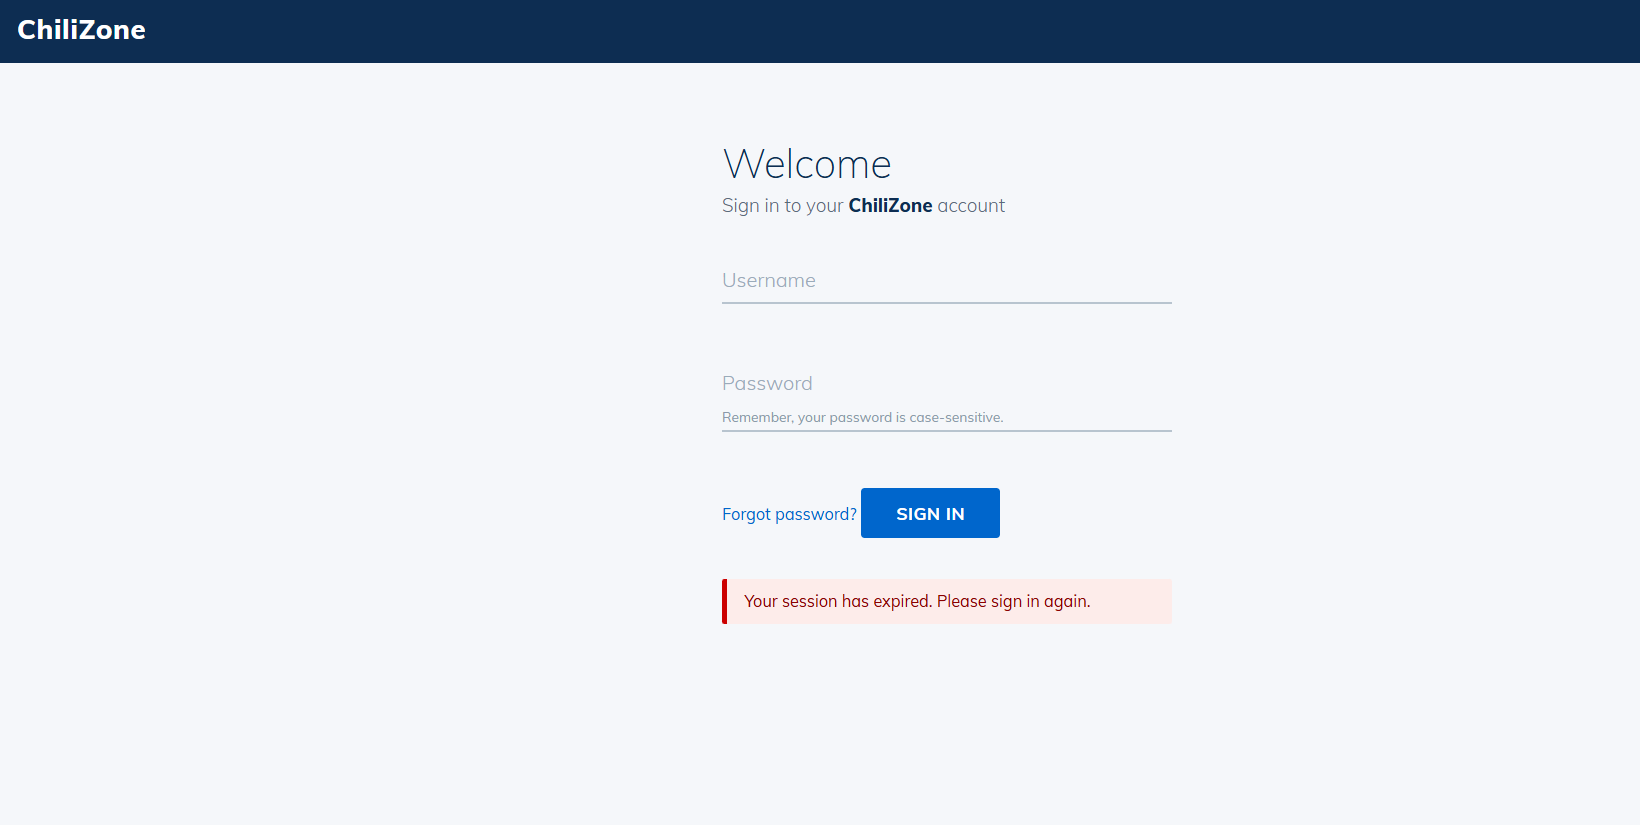 ChiliZone
Welcome
Sign in to your ChiliZone account
Username
Password
Remember, your password is case-sensitive.
Forgot password? SIGN IN
Your session has expired. Please sign in again.